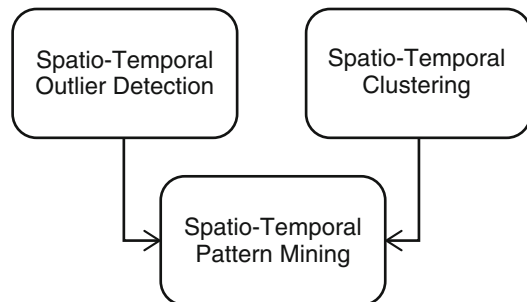 Spatio-Temporal
Outlier Detection
Spatio-Temporal
Clustering
Spatio-Temporal
Pattern Mining